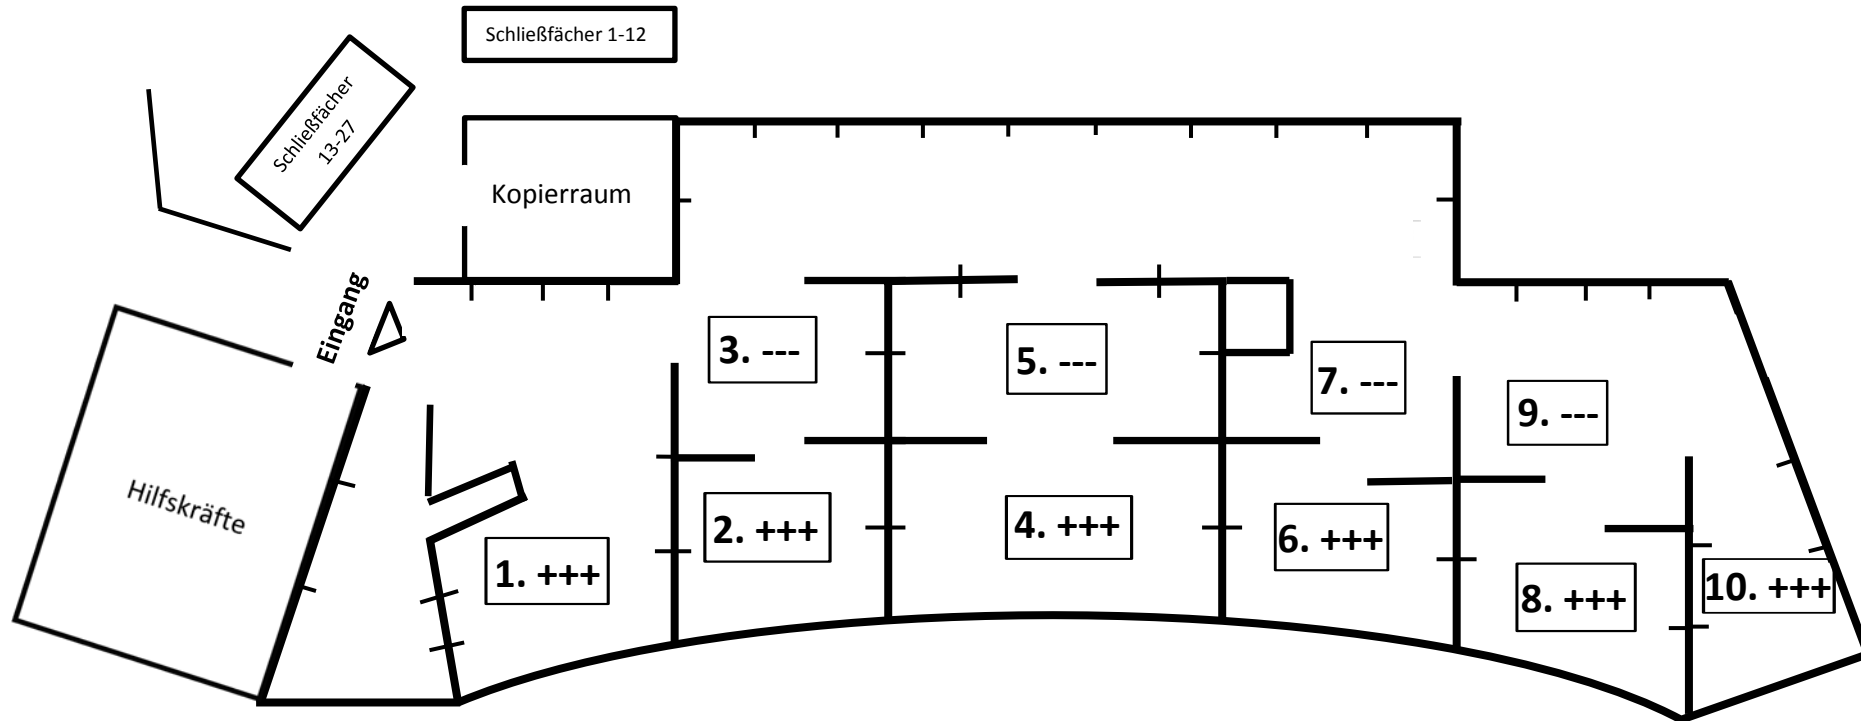 Schließfächer 1-12
Schließfächer
13-27
Kopierraum
Eingang
Hilfskräfte
3. ---
5. ---
7. ---
9. ---
1. +++
2. +++
4. +++
6. +++
8. +++
10. +++